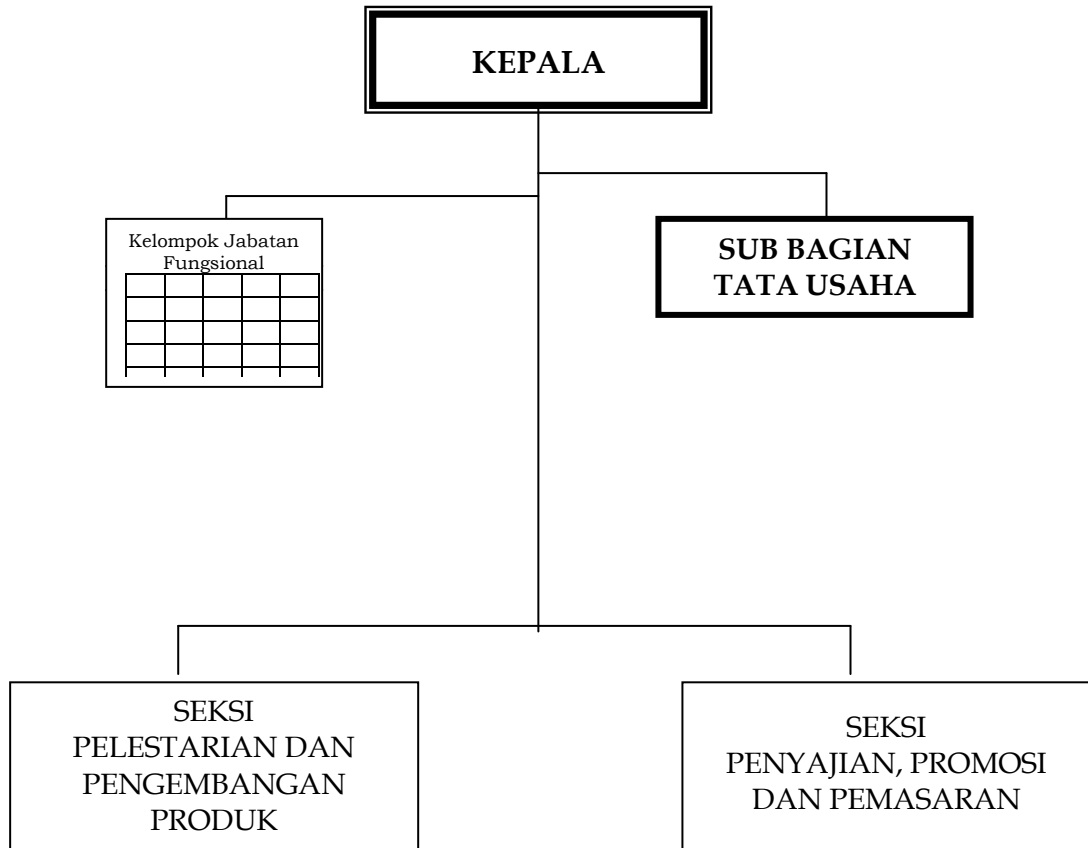 KEPALA
Kelompok Jabatan
Fungsional
SUB BAGIAN
TATA USAHA
SEKSI
PELESTARIAN DAN
PENGEMBANGAN
PRODUK
SEKSI
PENYAJIAN, PROMOSI
DAN PEMASARAN